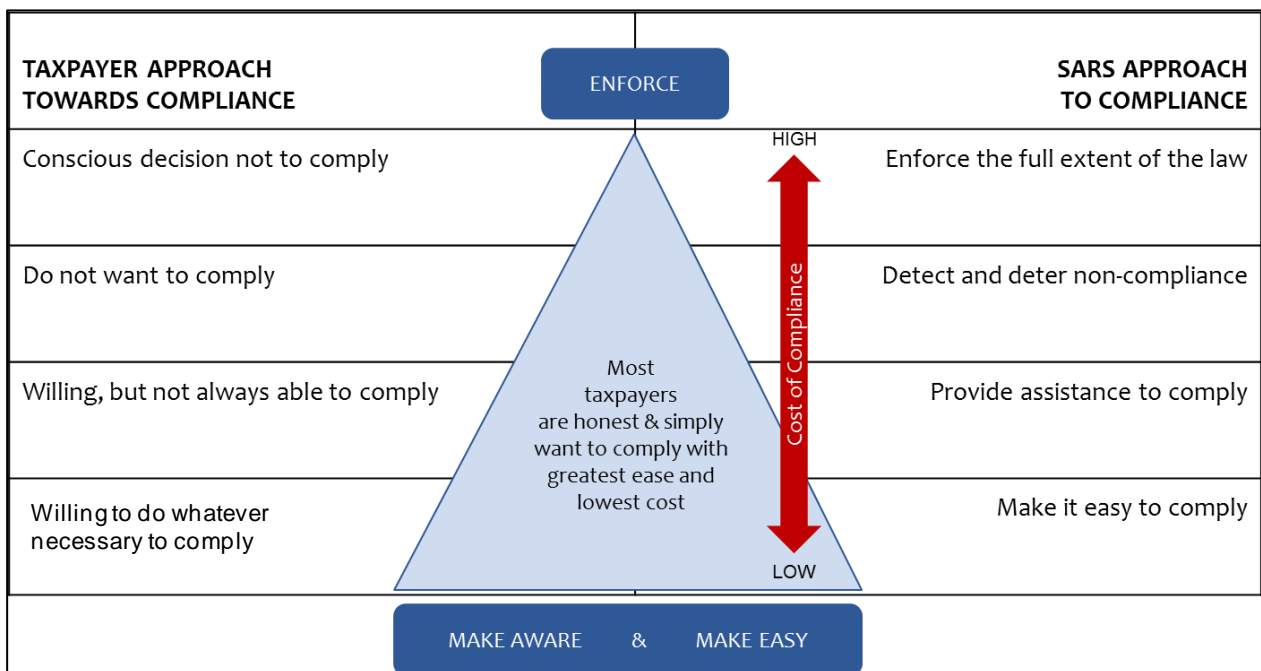 TAXPAYER APPROACH
TOWARDS COMPLIANCE
ENFORCE
SARS APPROACH
TO COMPLIANCE
Conscious decision not to comply
HIGH
Enforce the full extent of the law
Do not want to comply
Detect and deter non-compliance
Willing, but not always able to comply
Provide assistance to comply
Willing to do whatever
necessary to comply
Make it easy to comply
Most
taxpayers
are honest & simply
want to comply with
greatest ease and
lowest cost
Cost of Compliance
LOW
MAKE AWARE & MAKE EASY